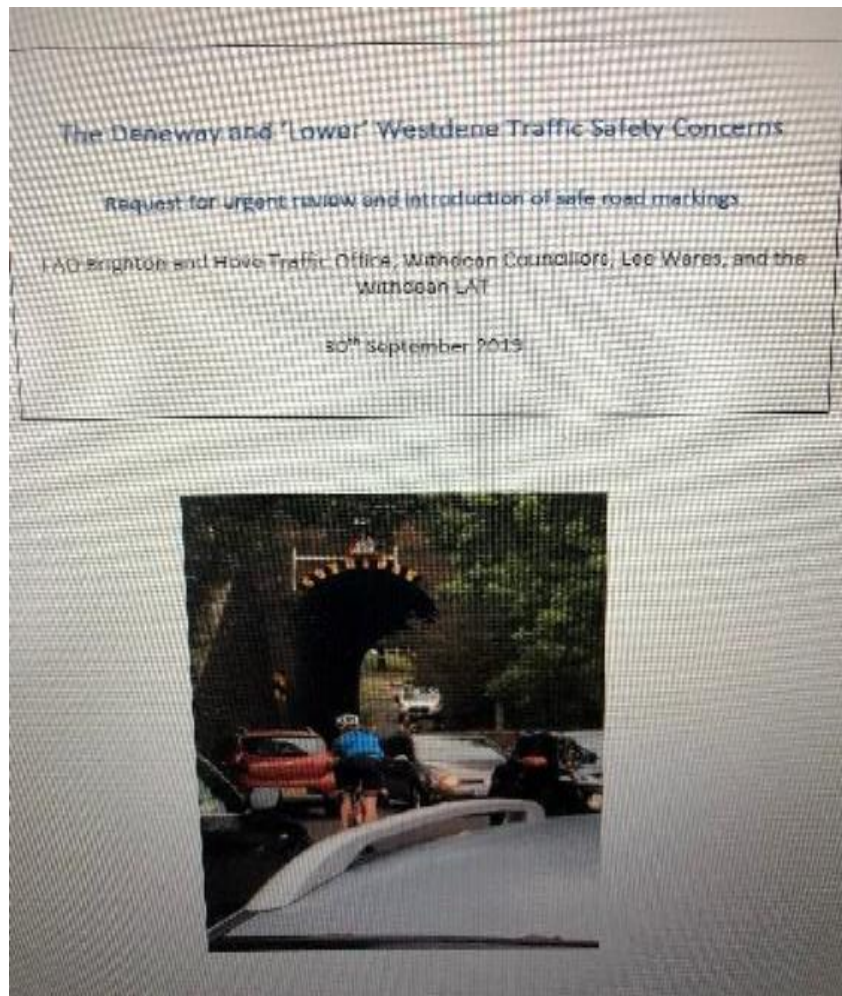 The Deneway and 'Lower' Westdene Traffic Safety Concerns
Request for urgent review and introduction of safe road markings
FAO Brighton and Hove Traffic Office, Withdean Councillors, Lee Wares, and the
Withdean LAT
30th September 2019